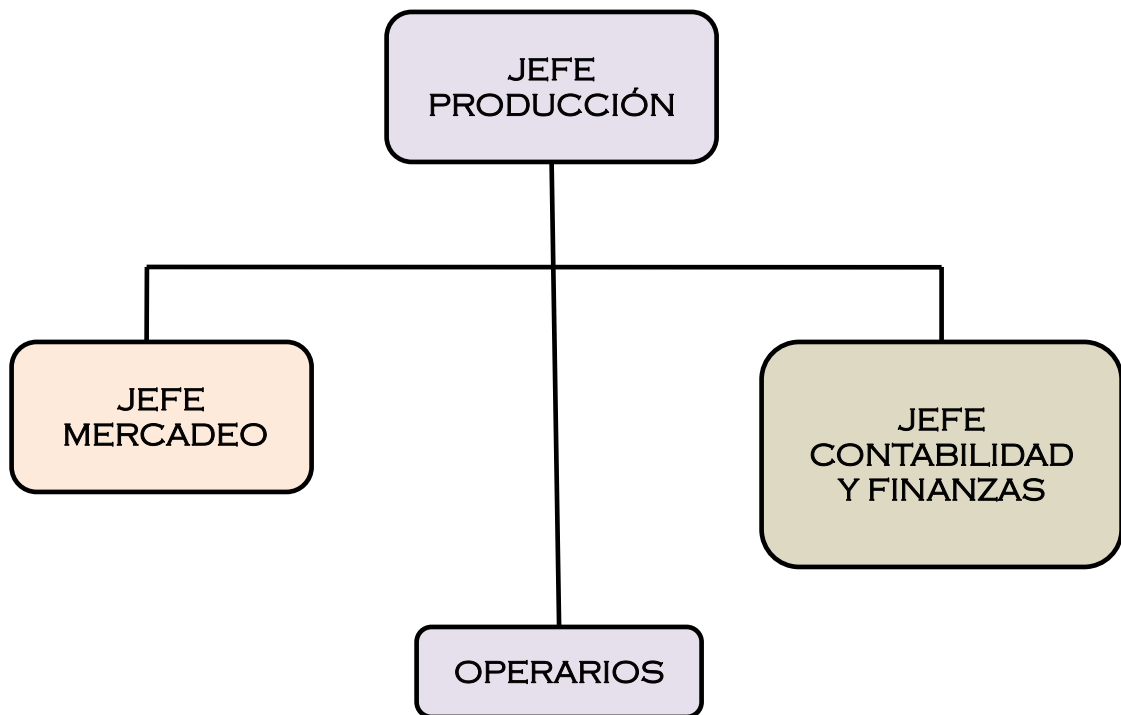 JEFE
PRODUCCIÓN
JEFE
MERCADEO
JEFE
CONTABILIDAD
Y FINANZAS
OPERARIOS